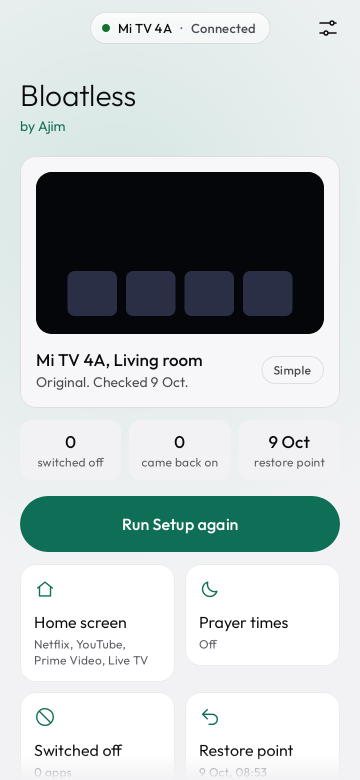 Mi TV 4A · Connected
Bloatless
by Ajim
Mi TV 4A, Living room
Original. Checked 9 Oct.
Simple
0
switched off
0
came back on
9 Oct
restore point
Run Setup again
Home screen
Netflix, YouTube,
Prime Video, Live TV
Prayer times
Off
Switched off
0 apps
Restore point
9 Oct, 08:53